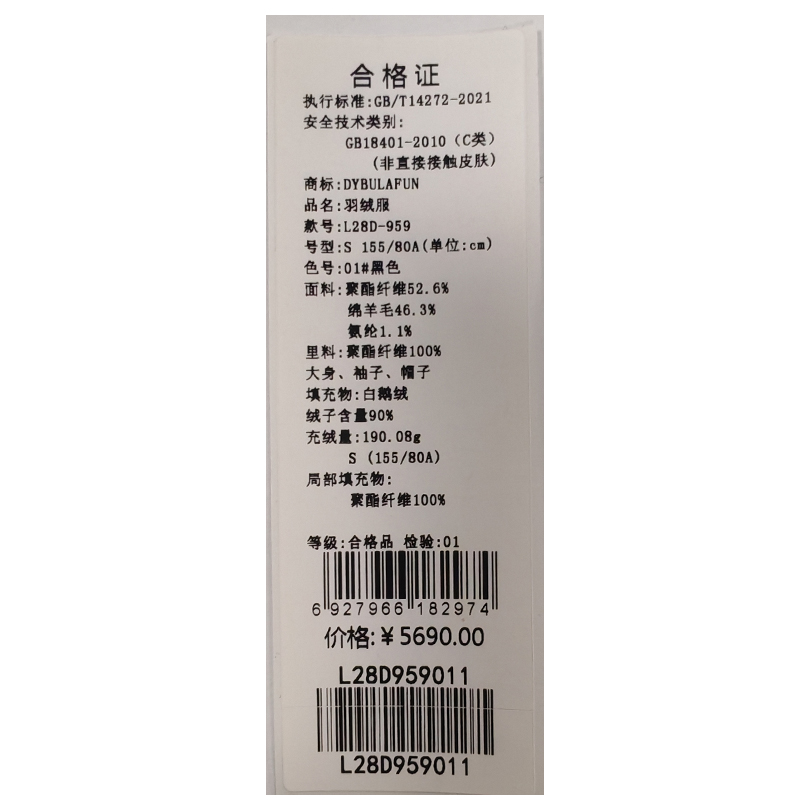 合格证
执行标准:GB/T14272-2021
安全技术类别:
GB18401-2010（C类）
(非直接接触皮肤)
商标:DYBULAFUN
品名:羽绒服
款号:L28D-959
号型:S 155/80A(单位:cm)
色号:01#黑色
面料:聚酯纤维52.6%
绵羊毛46.3%
氨纶1.1%
里料:聚酯纤维100%
大身、袖子、帽子
填充物:白鹅绒
绒子含量90%
充绒量:190.08g
S (155/80A)
局部填充物:
聚酯纤维100%
等级:合格品 检验:01
6 927966 182974
价格:¥5690.00
L28D959011
L28D959011